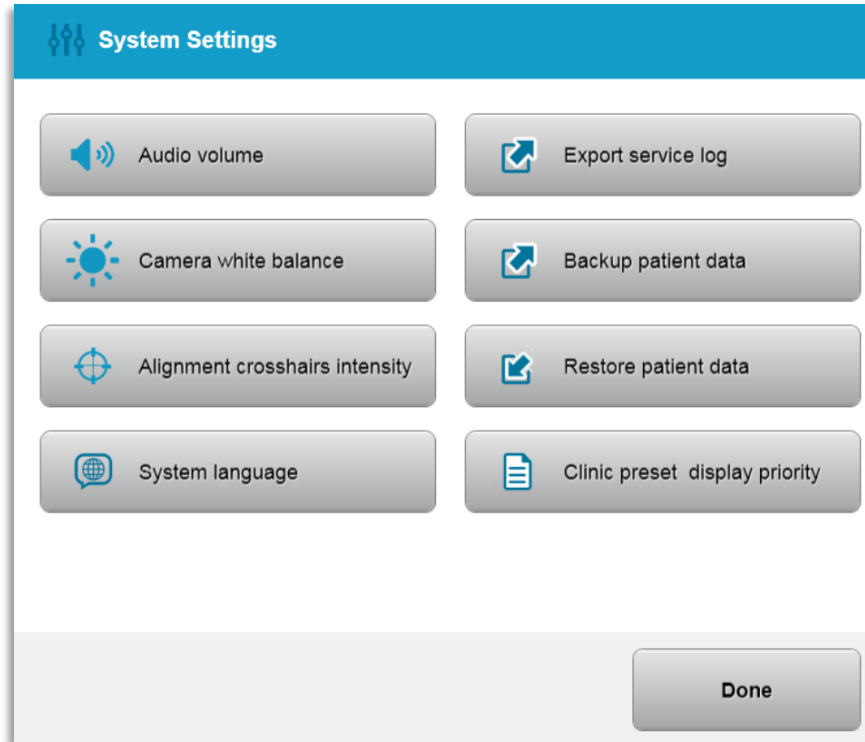 System Settings
Audio volume
Export service log
Camera white balance
Backup patient data
Alignment crosshairs intensity
Restore patient data
System language
Clinic preset  display priority
Done